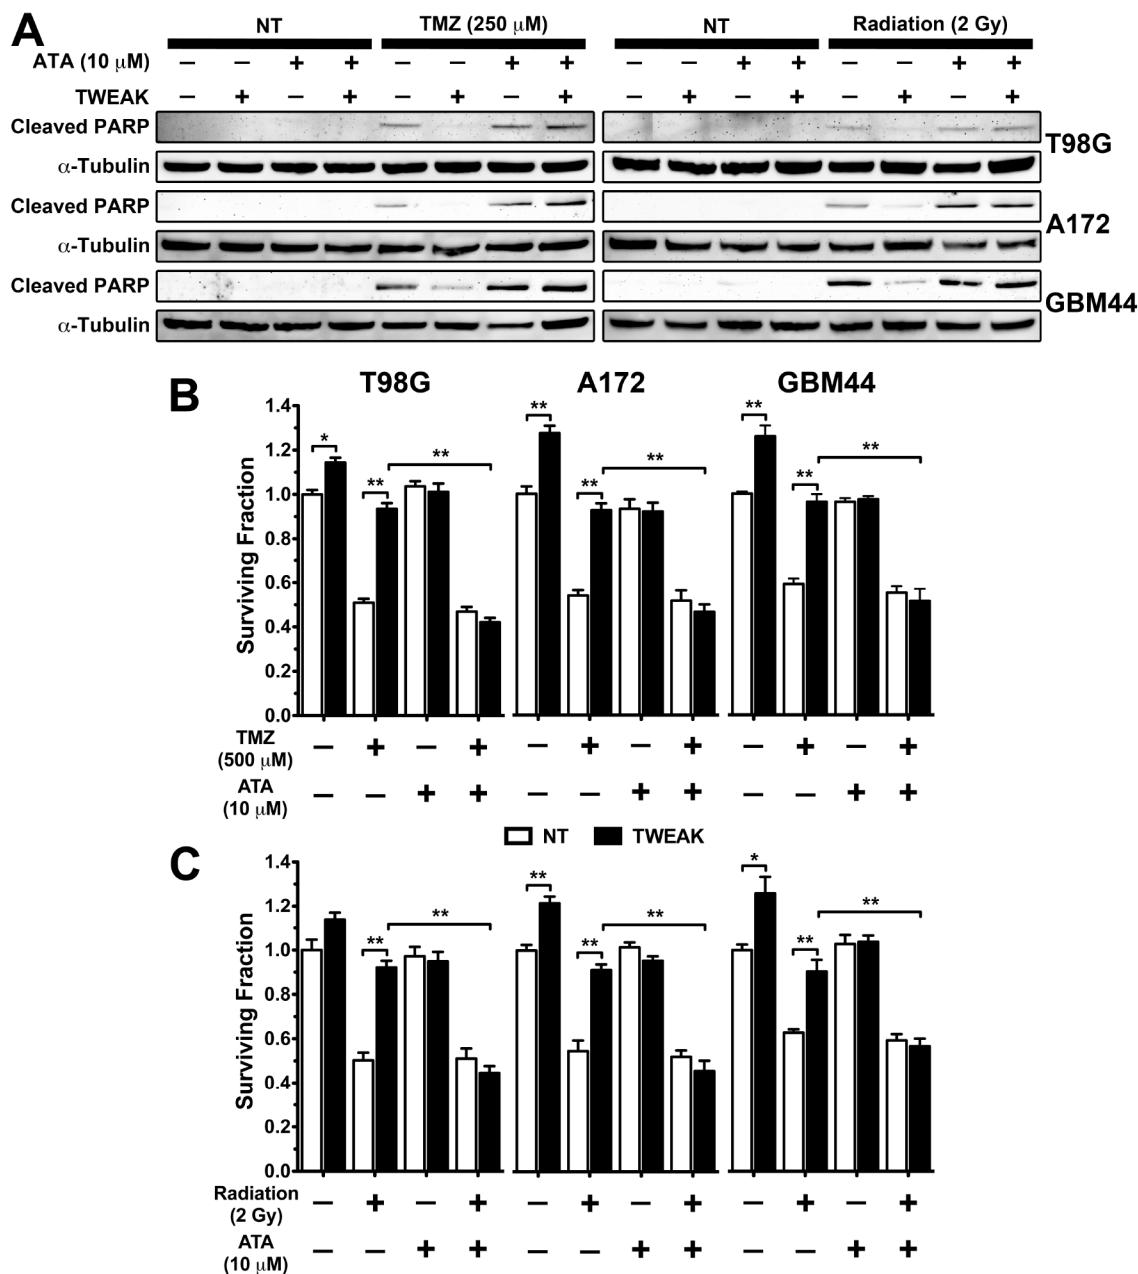 A
NT TMZ (250 μM) NT Radiation (2 Gy)
ATA (10 μM) − − + + − − + + − − + + − − + +
TWEAK − + − + − + − + − + − + − + − +
Cleaved PARP
α-Tubulin
T98G
Cleaved PARP
α-Tubulin
A172
Cleaved PARP
α-Tubulin
GBM44
B
T98G A172 GBM44
Surviving Fraction
1.4
1.2
1.0
0.8
0.6
0.4
0.2
0.0
* ** **
** ** **
** ** **
TMZ
(500 μM)
− + − + − + − + − + − +
ATA
(10 μM)
− − + + − − + + − − + +
NT TWEAK
C
Surviving Fraction
1.4
1.2
1.0
0.8
0.6
0.4
0.2
0.0
** *
** ** **
** ** **
Radiation
(2 Gy)
− + − + − + − + − + − +
ATA
(10 μM)
− − + + − − + + − − + +